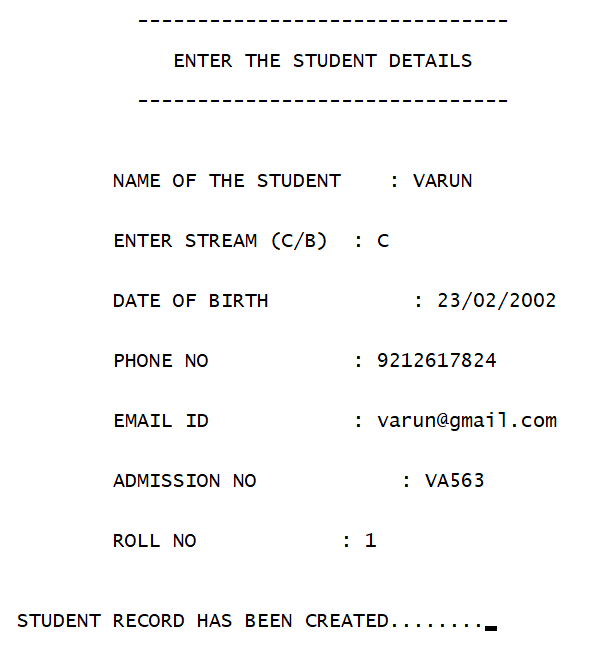 -------------------------------
ENTER THE STUDENT DETAILS
-------------------------------
NAME OF THE STUDENT    : VARUN
ENTER STREAM (C/B)  : C
DATE OF BIRTH            : 23/02/2002
PHONE NO            : 9212617824
EMAIL ID            : varun@gmail.com
ADMISSION NO            : VA563
ROLL NO            : 1
STUDENT RECORD HAS BEEN CREATED........_